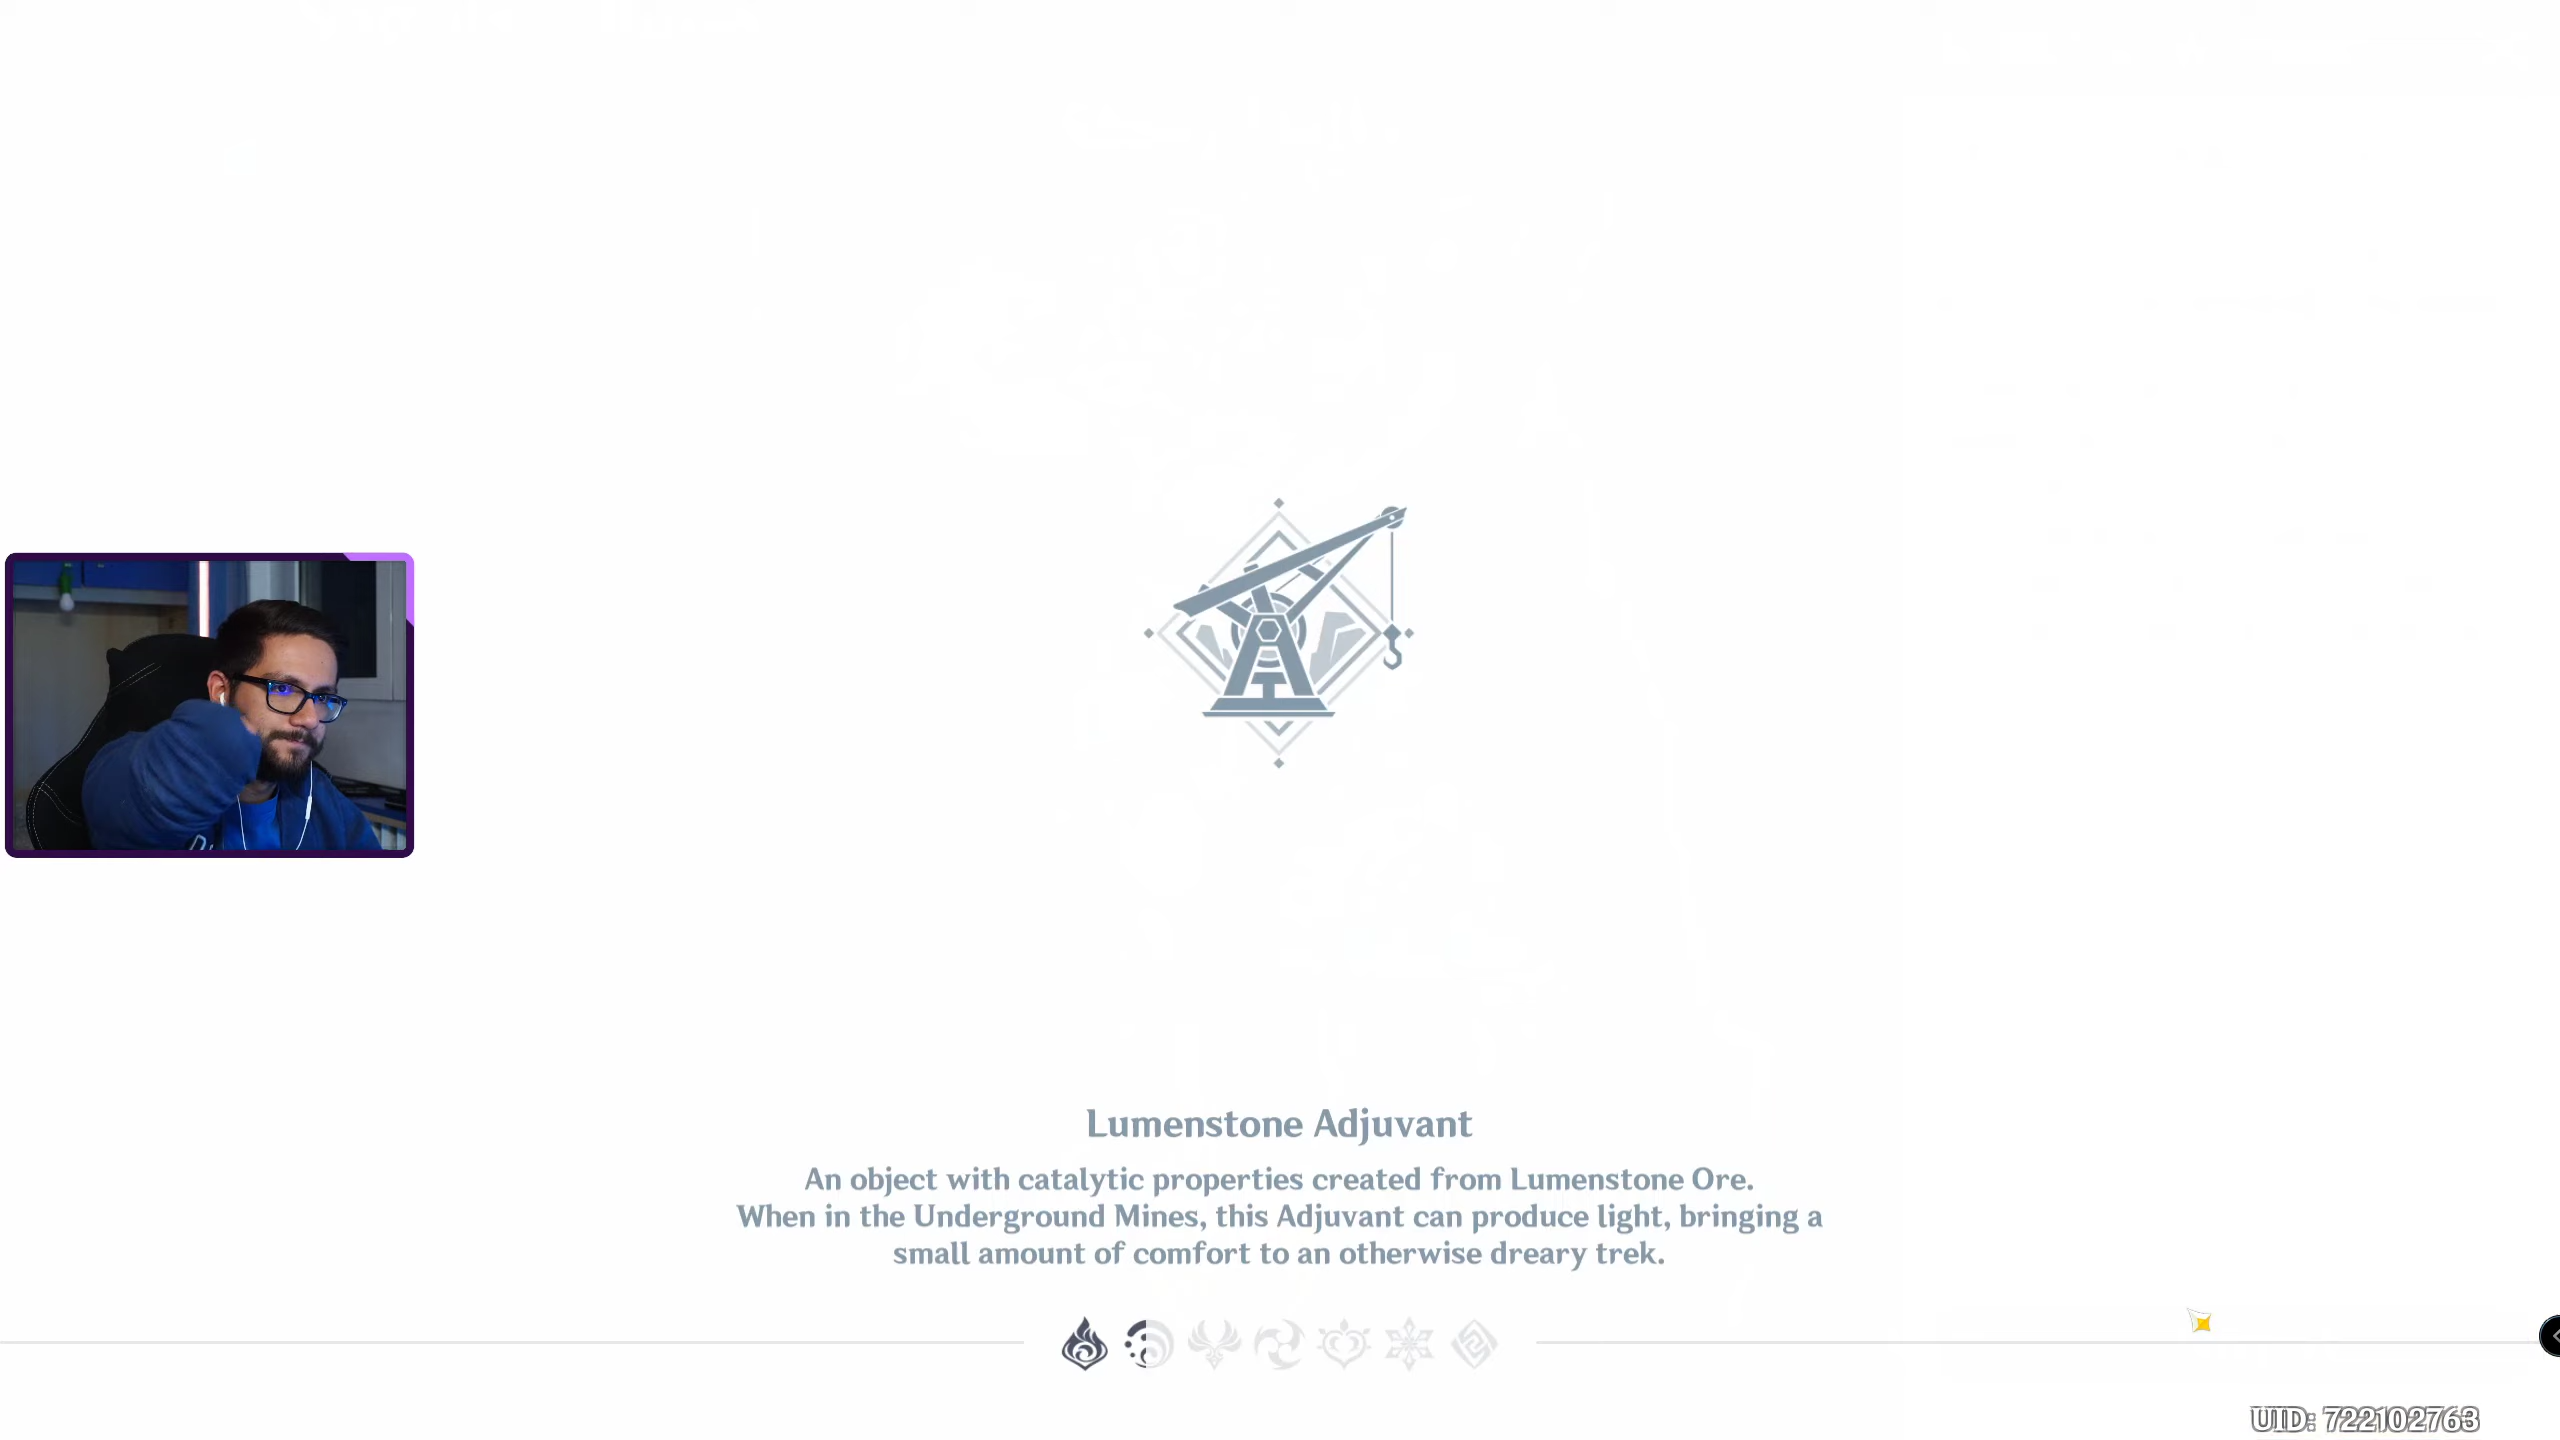 Lumenstone Adjuvant
An object with catalytic properties created from Lumenstone Ore.
When in the Underground Mines, this Adjuvant can produce light, bringing a
small amount of comfort to an otherwise dreary trek.
UID: 722102763